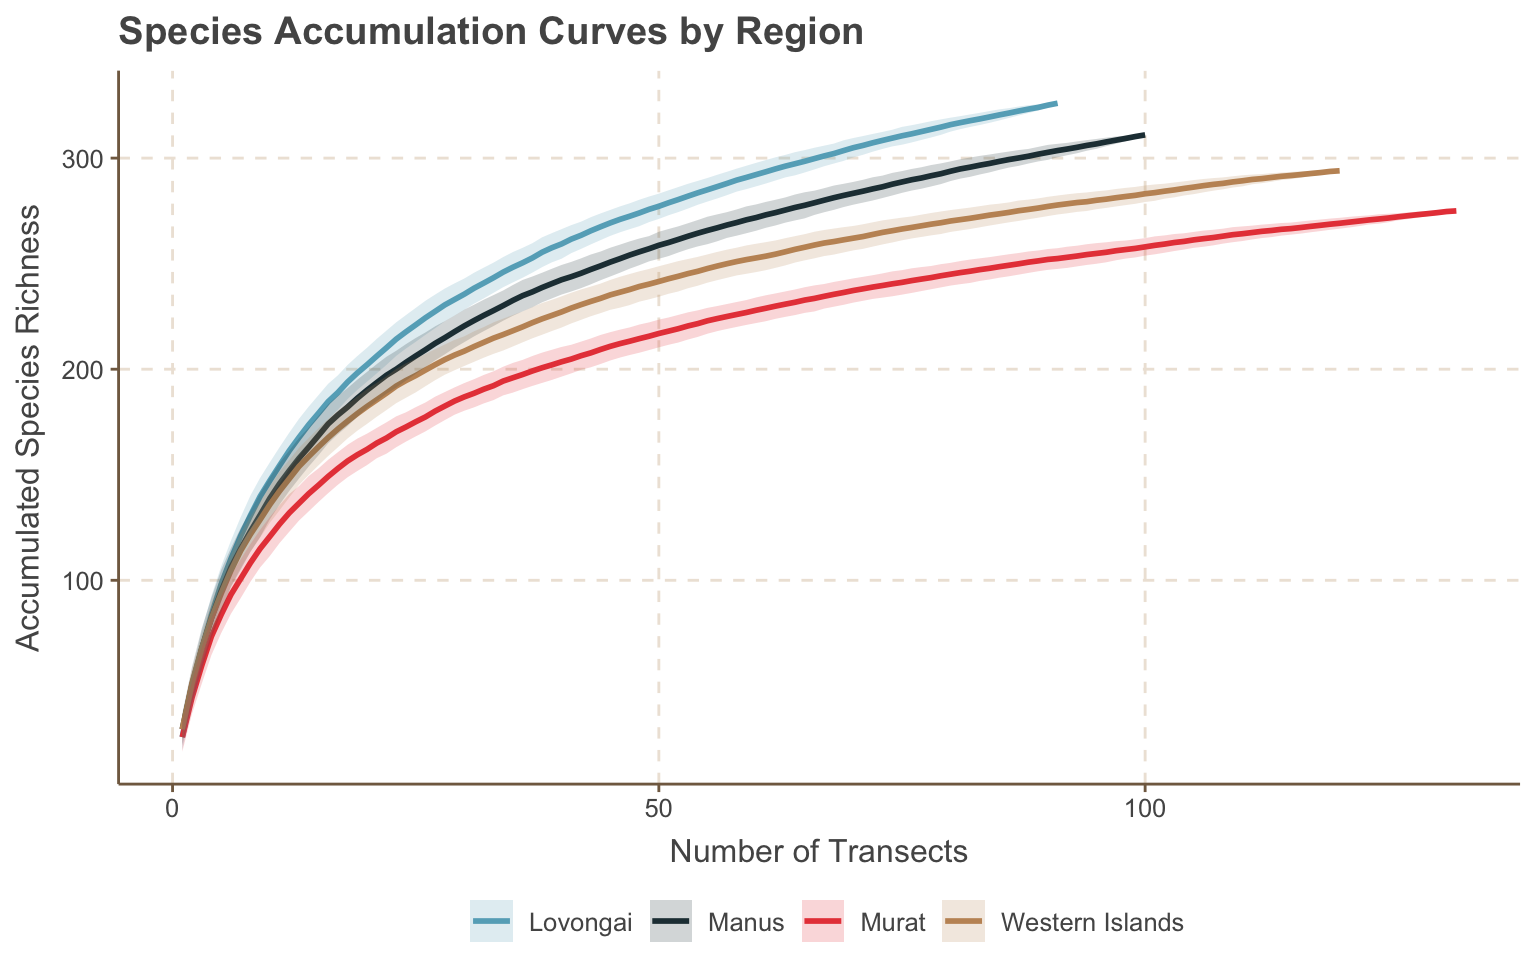 Species Accumulation Curves by Region
Accumulated Species Richness
300
200
100
0 50 100
Number of Transects
Lovongai Manus Murat Western Islands